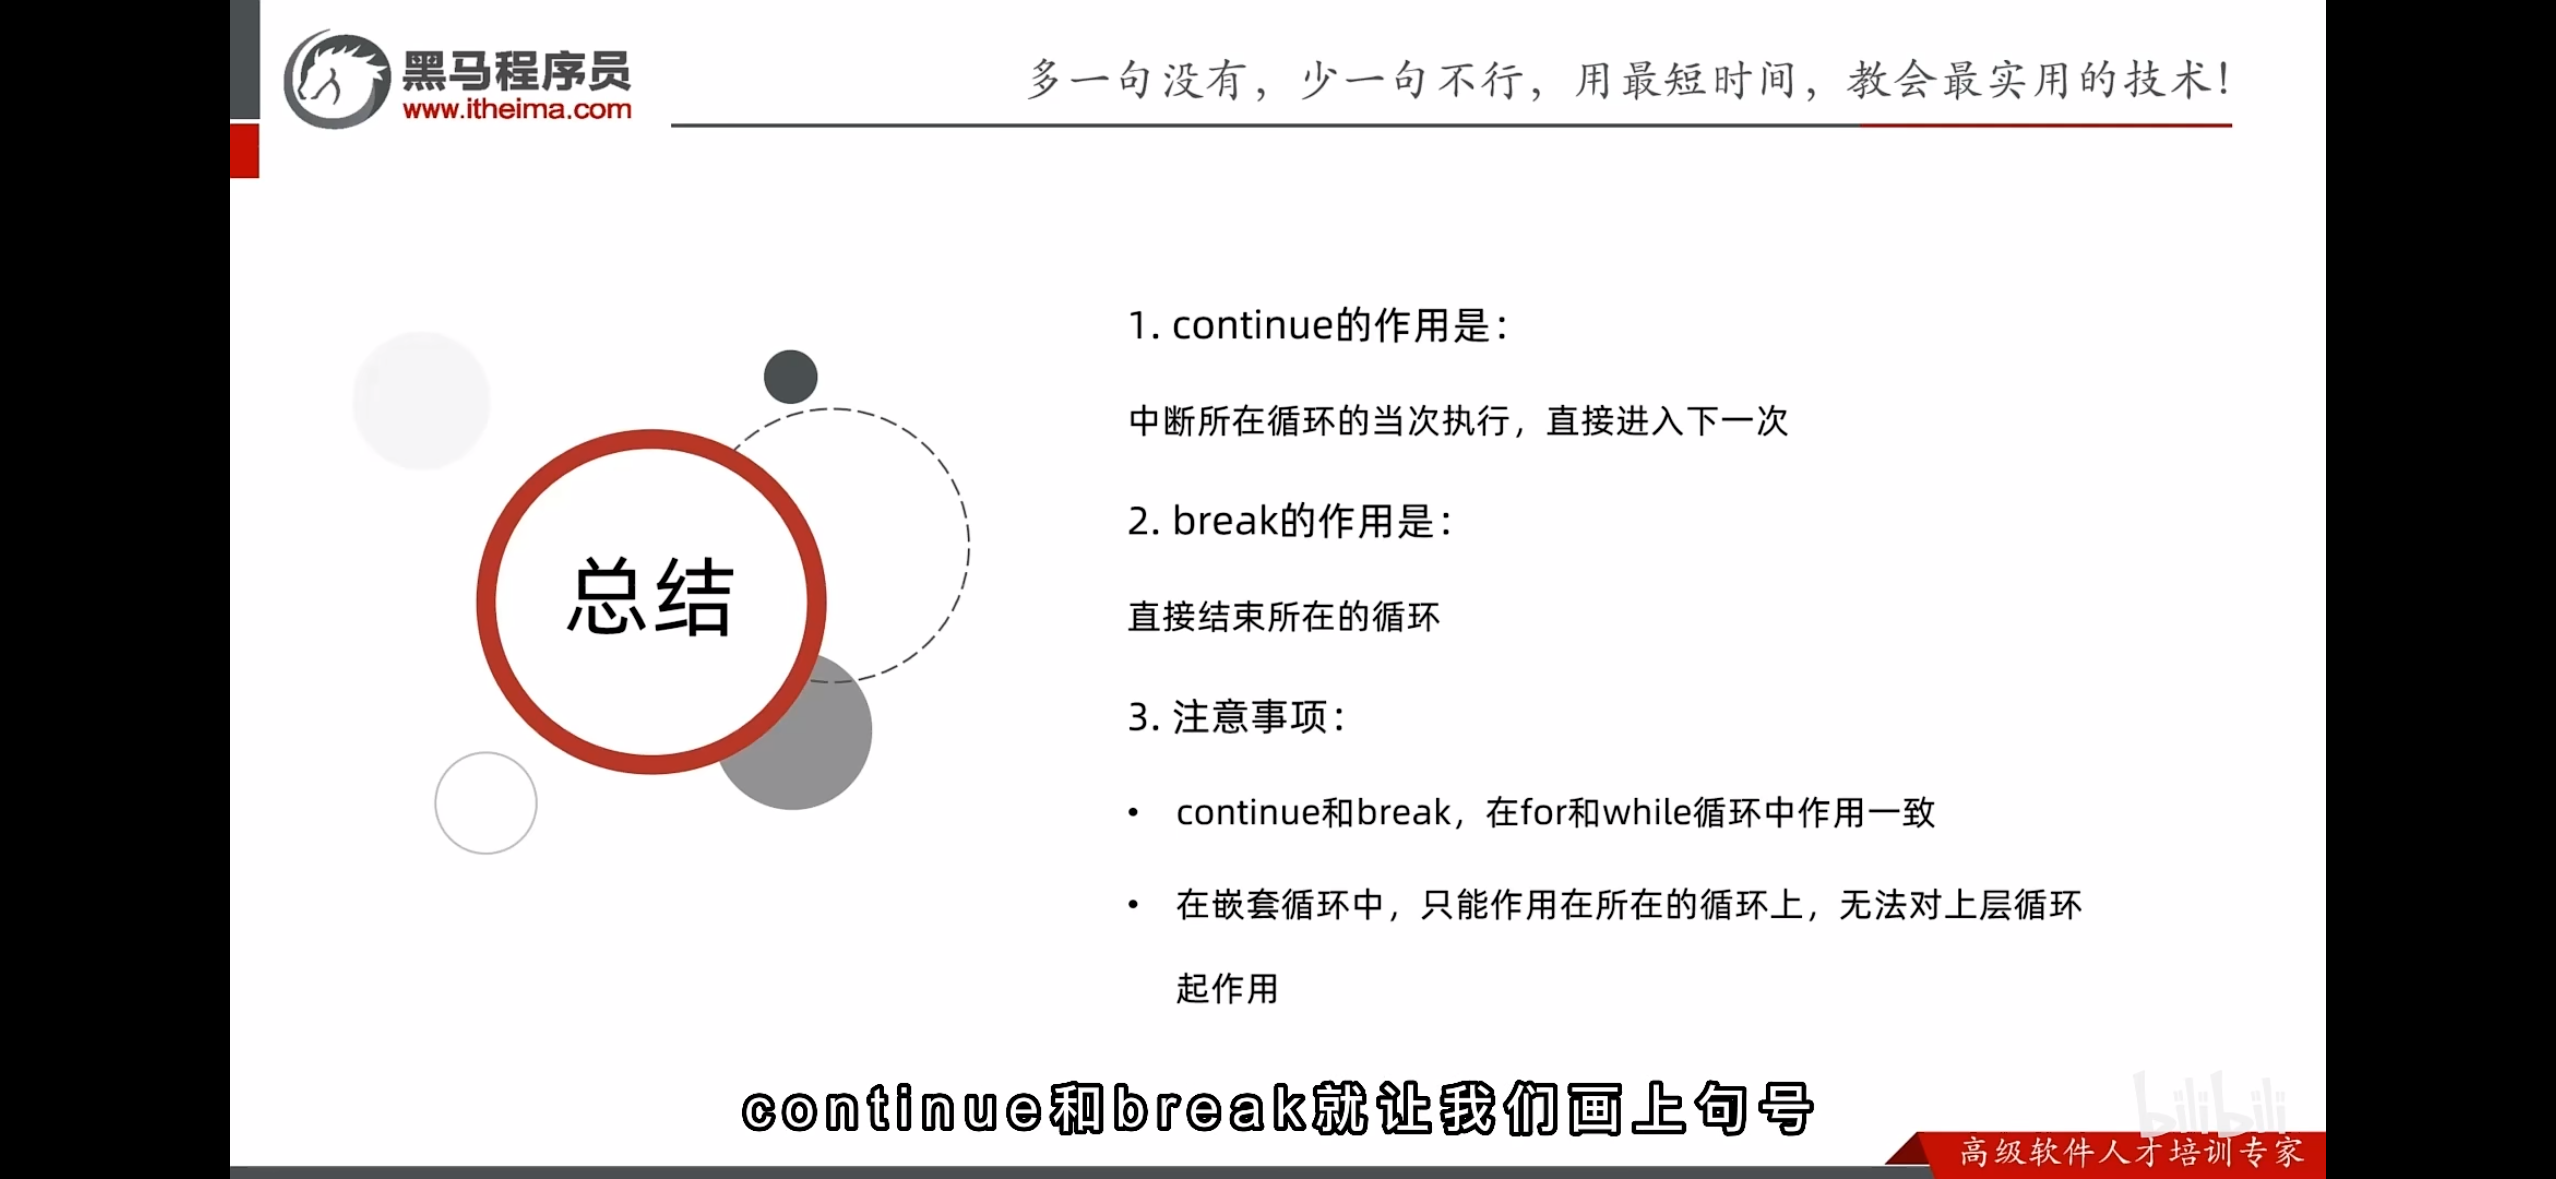 黑马程序员
www.itheima.com
多一句没有，少一句不行，用最短时间，教会最实用的技术！
总结
1. continue的作用是：
中断所在循环的当次执行，直接进入下一次
2. break的作用是：
直接结束所在的循环
3. 注意事项：
• continue和break，在for和while循环中作用一致
• 在嵌套循环中，只能作用在所在的循环上，无法对上层循环
起作用
continue和break就让我们画上句号
bilibili
高级软件人才培训专家